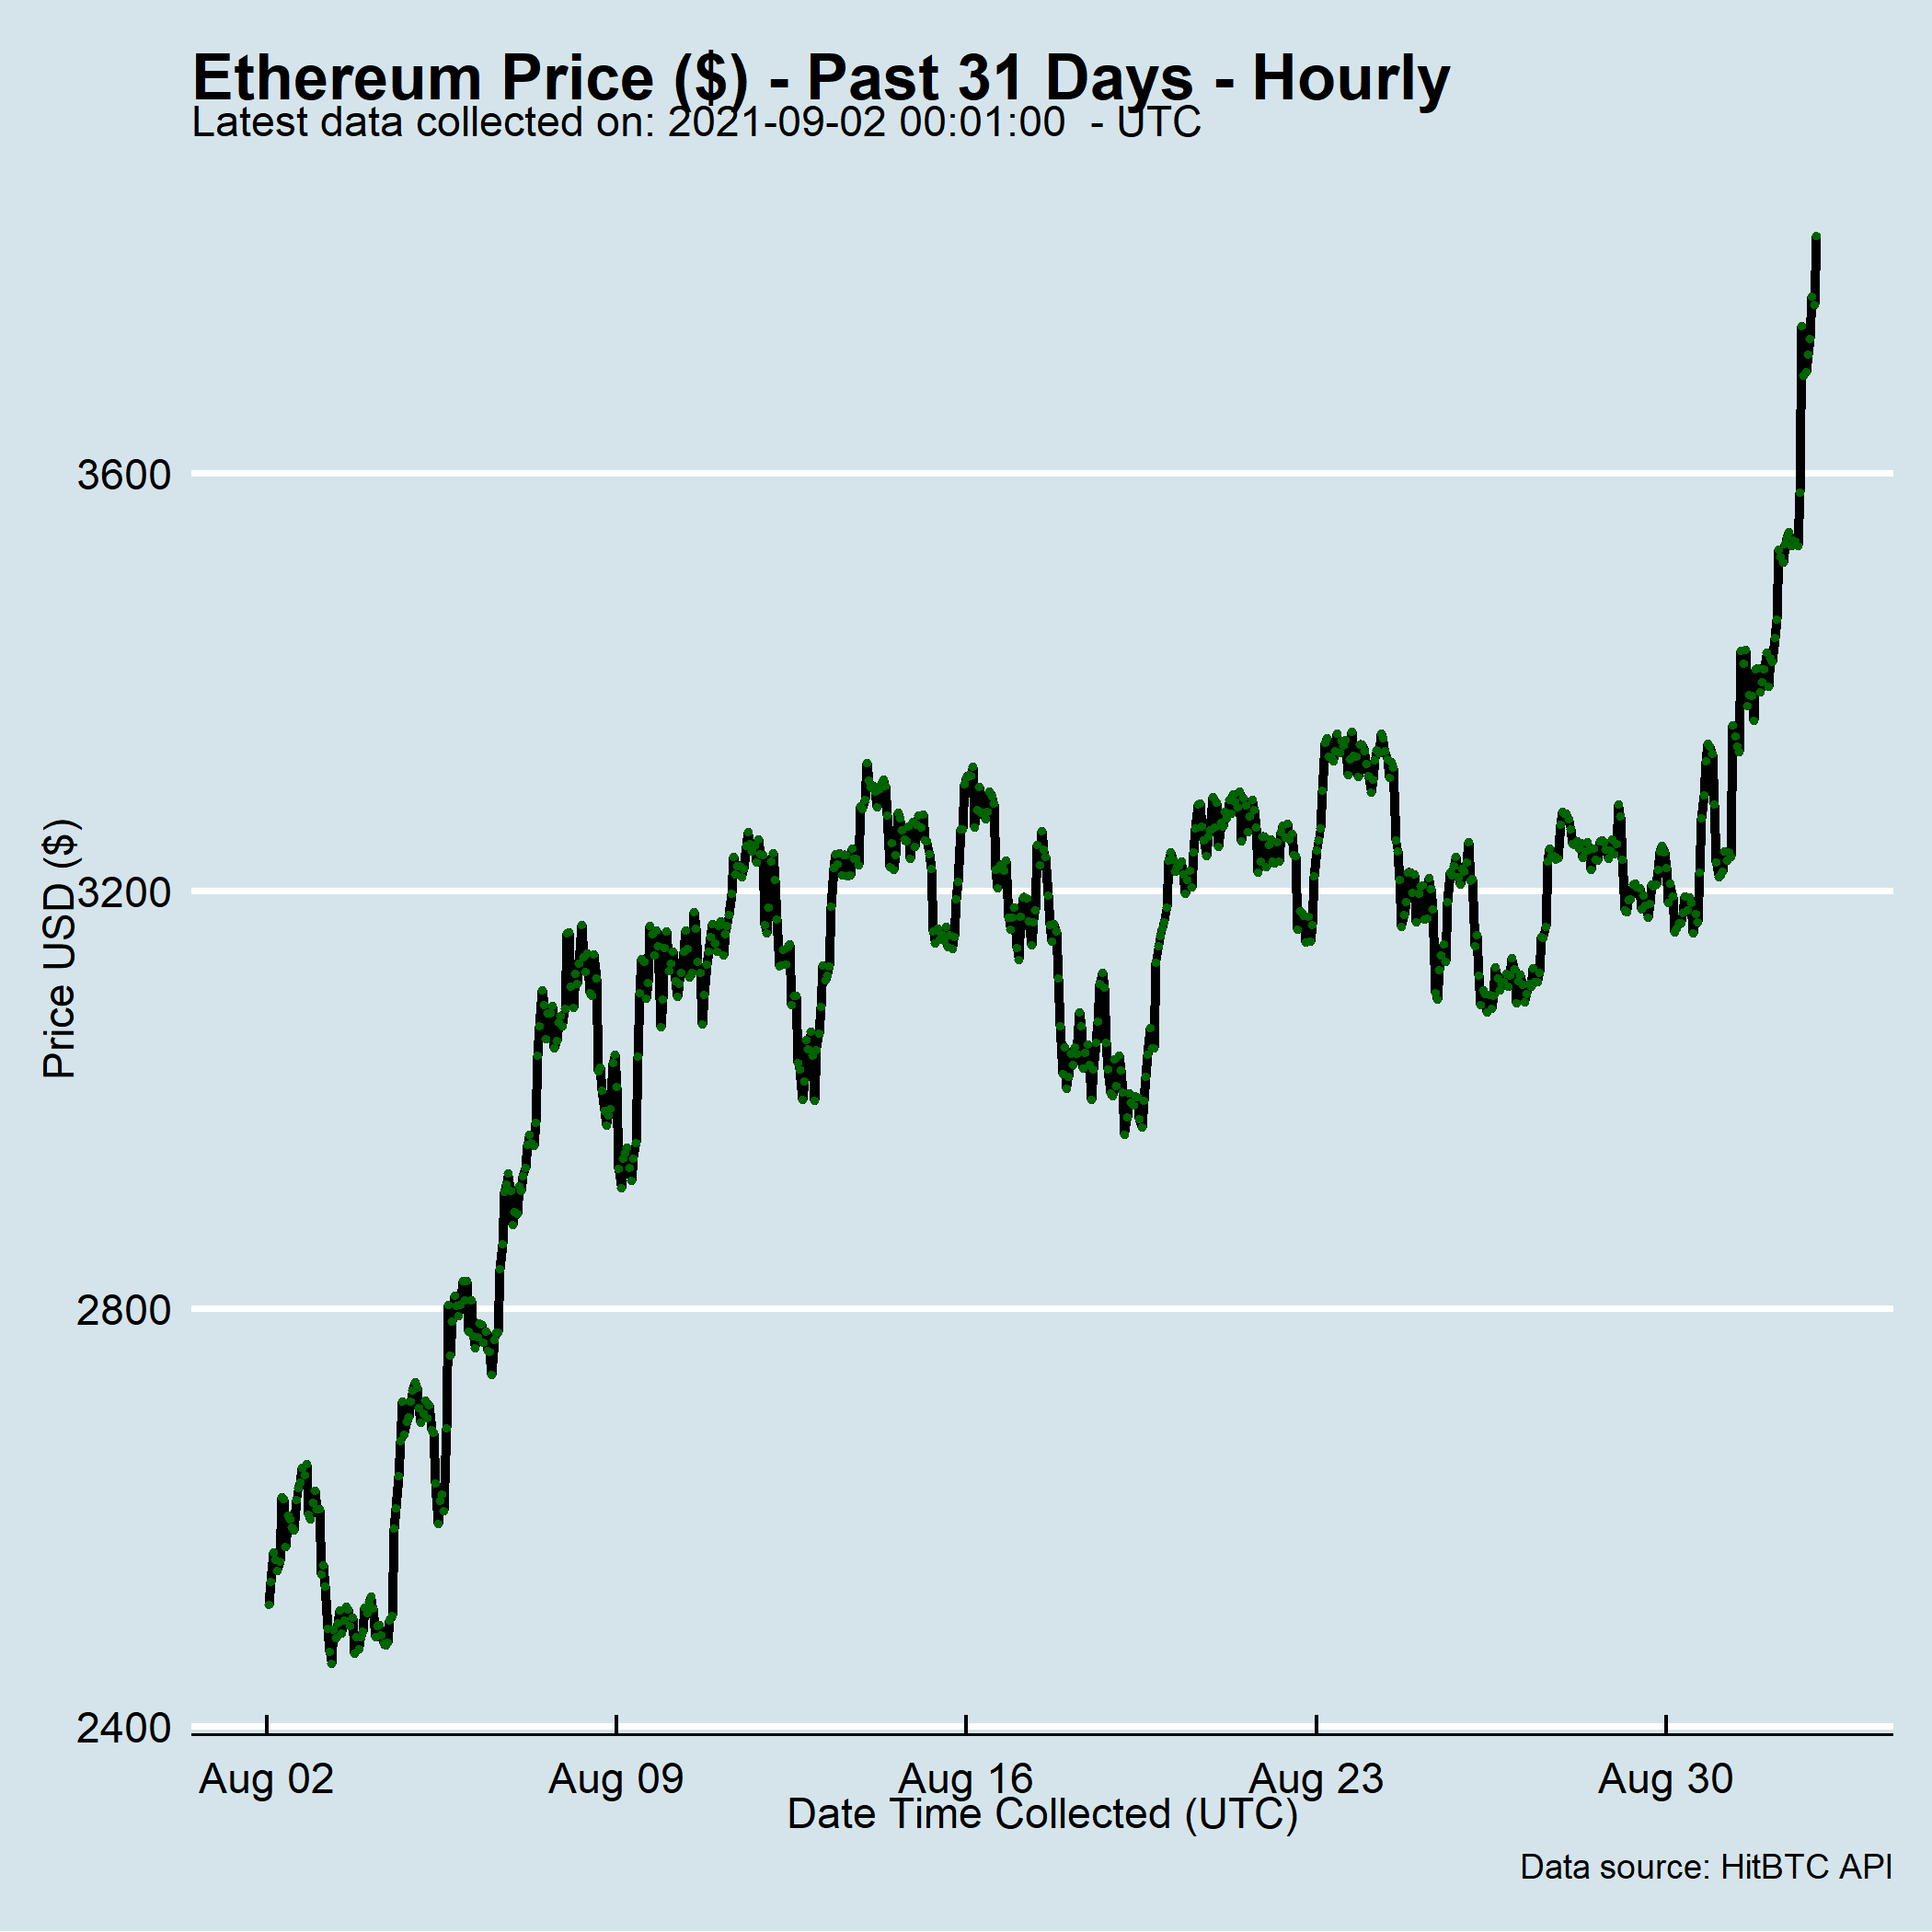 Ethereum Price ($) - Past 31 Days - Hourly
Latest data collected on: 2021-09-02 00:01:00  - UTC
Price USD ($)
3600
3200
2800
2400
Aug 02 Aug 09 Aug 16 Aug 23 Aug 30
Date Time Collected (UTC)
Data source: HitBTC API